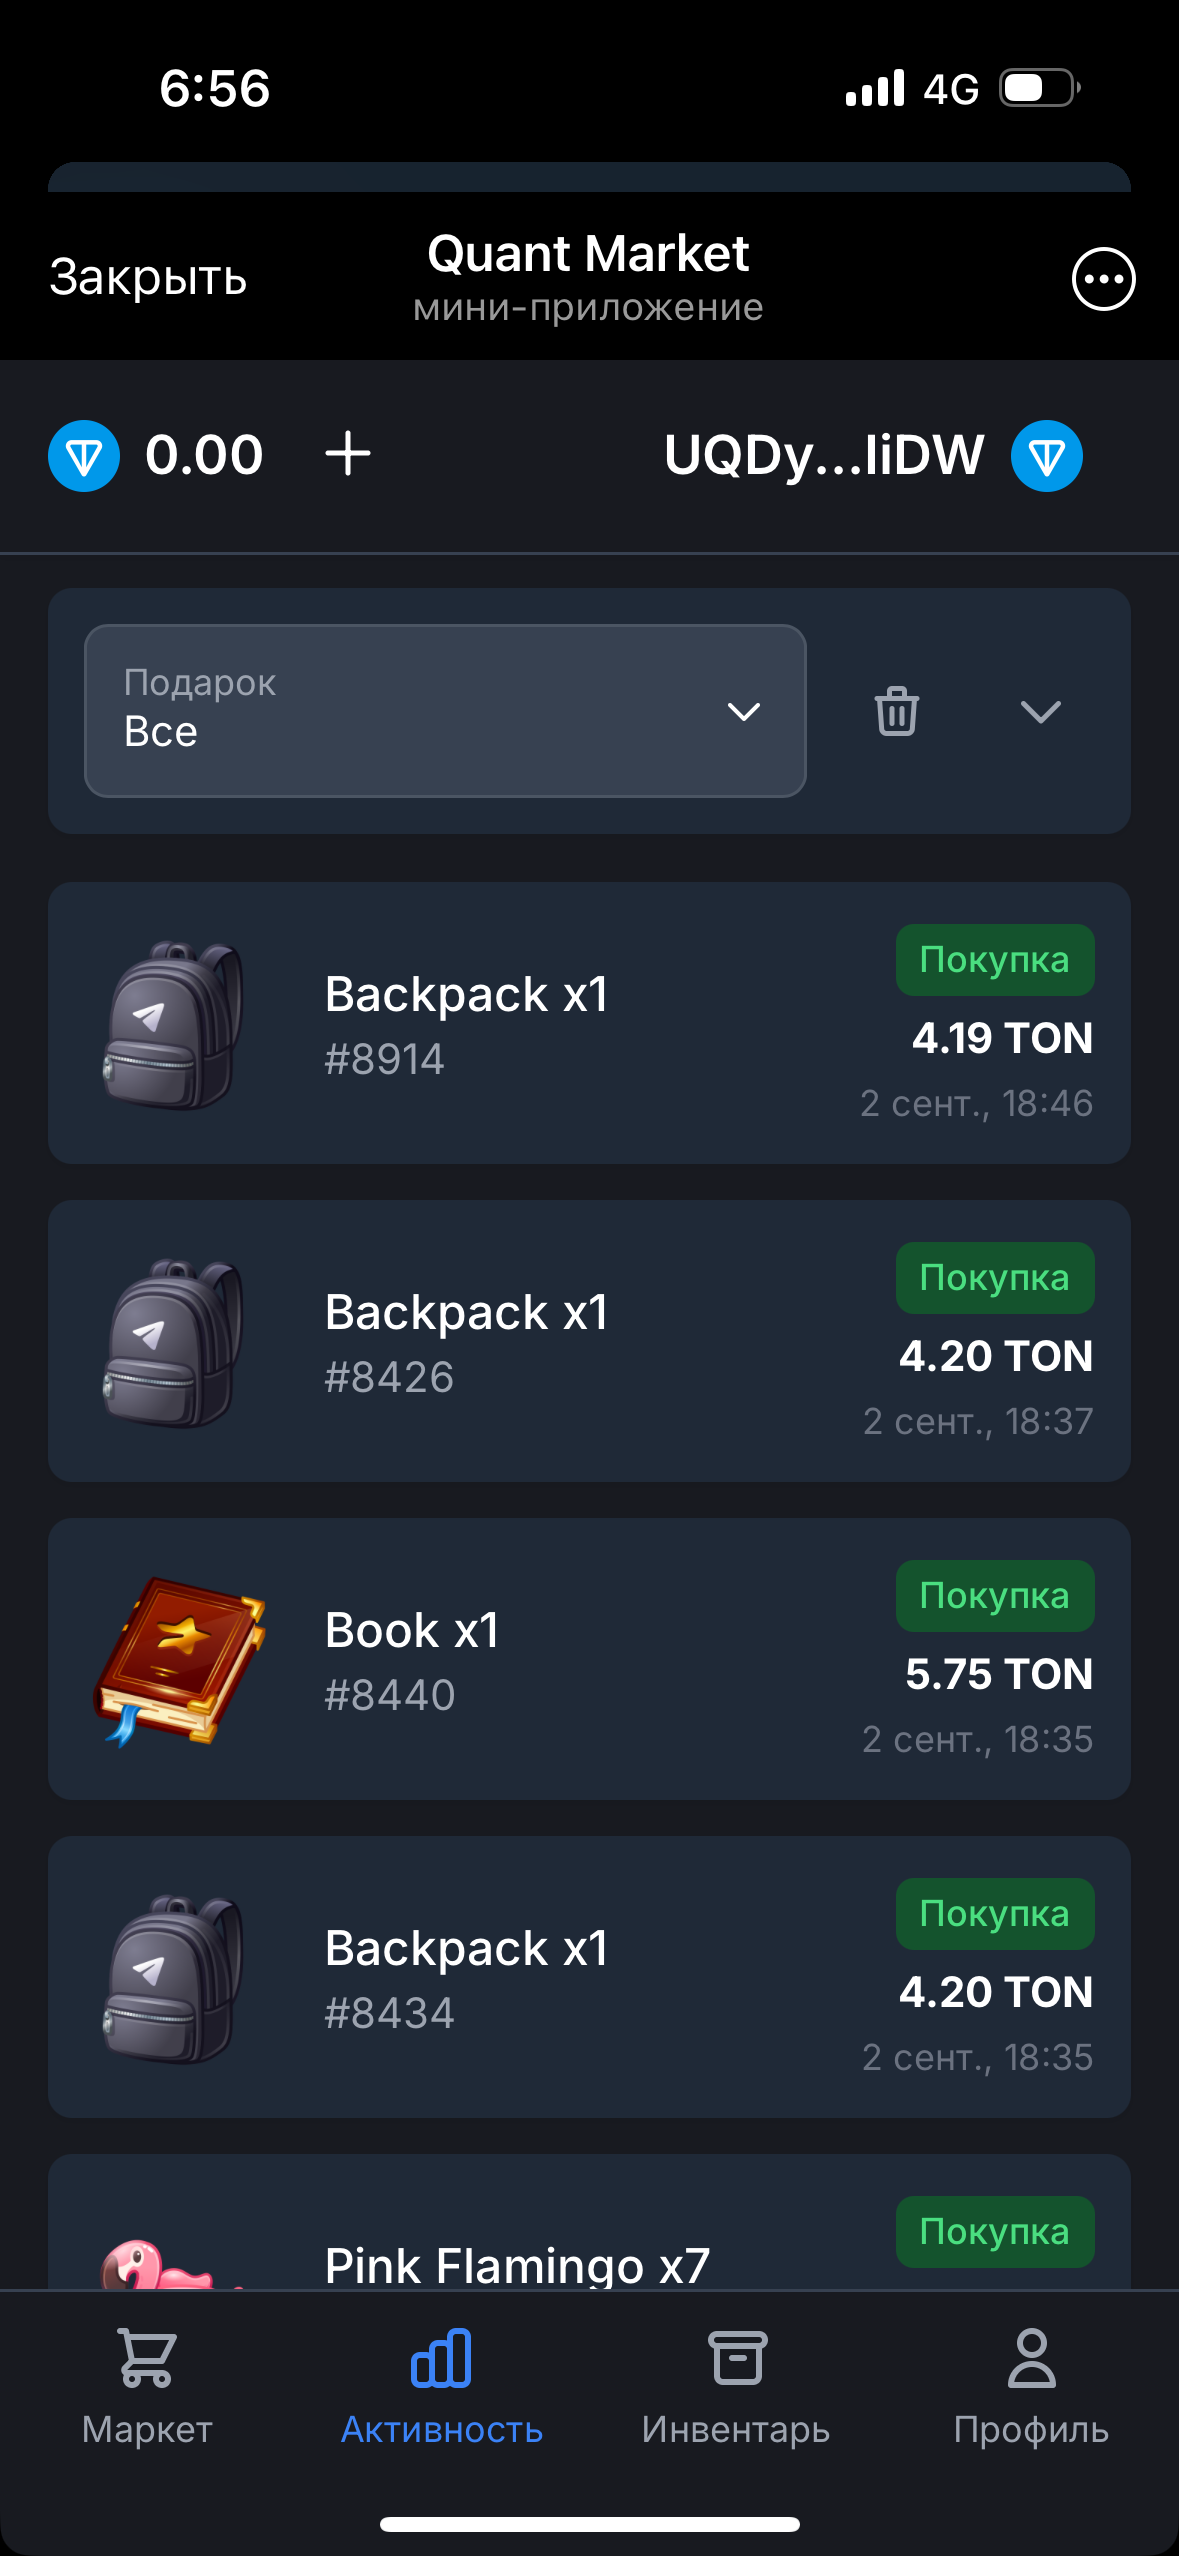 6:56
4G
Закрыть
Quant Market
мини-приложение
0.00
UQDy...liDW
Подарок
Все
Backpack x1
#8914
Покупка
4.19 TON
2 сент., 18:46
Backpack x1
#8426
Покупка
4.20 TON
2 сент., 18:37
Book x1
#8440
Покупка
5.75 TON
2 сент., 18:35
Backpack x1
#8434
Покупка
4.20 TON
2 сент., 18:35
Pink Flamingo x7
Покупка
Маркет
Активность
Инвентарь
Профиль